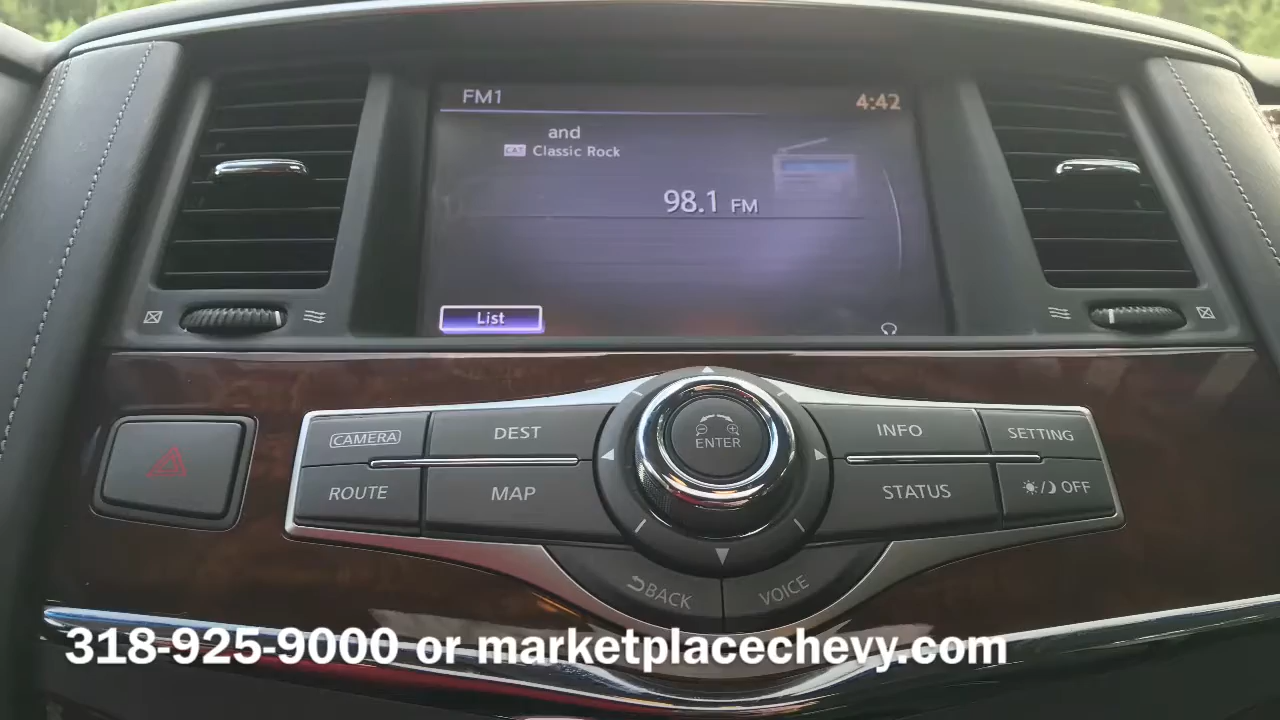 FM1
4:42
and
CAT Classic Rock
98.1 FM
List
CAMERA
DEST
ROUTE
MAP
ENTER
INFO
SETTING
STATUS
OFF
BACK
VOICE
318-925-9000 or marketplacechevy.com